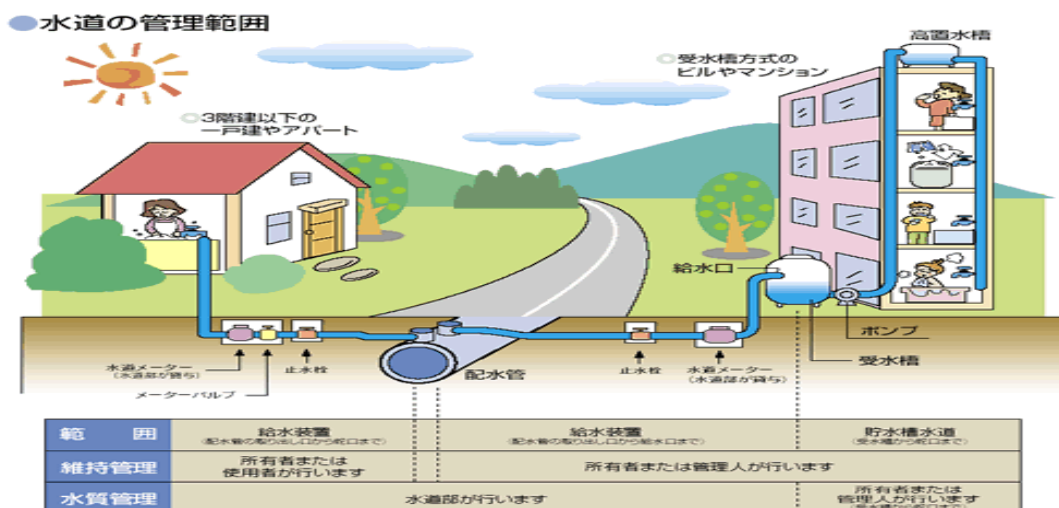 ●水道の管理範囲
高置水槽
○受水槽方式の
ビルやマンション
○3階建以下の
一戸建やアパート
給水口
ポンプ
受水槽
水道メーター
(水道部が貸与)
止水栓
メーターバルブ
配水管
止水栓
水道メーター
(水道部が貸与)
範 囲
給水装置
(配水管の取り出し口から蛇口まで)
給水装置
(配水管の取り出し口から給水口まで)
貯水槽水道
(受水槽から蛇口まで)
維持管理
所有者または
使用者が行います
所有者または管理人が行います
水質管理
水道部が行います
所有者または
管理人が行います
(受水槽から蛇口まで)